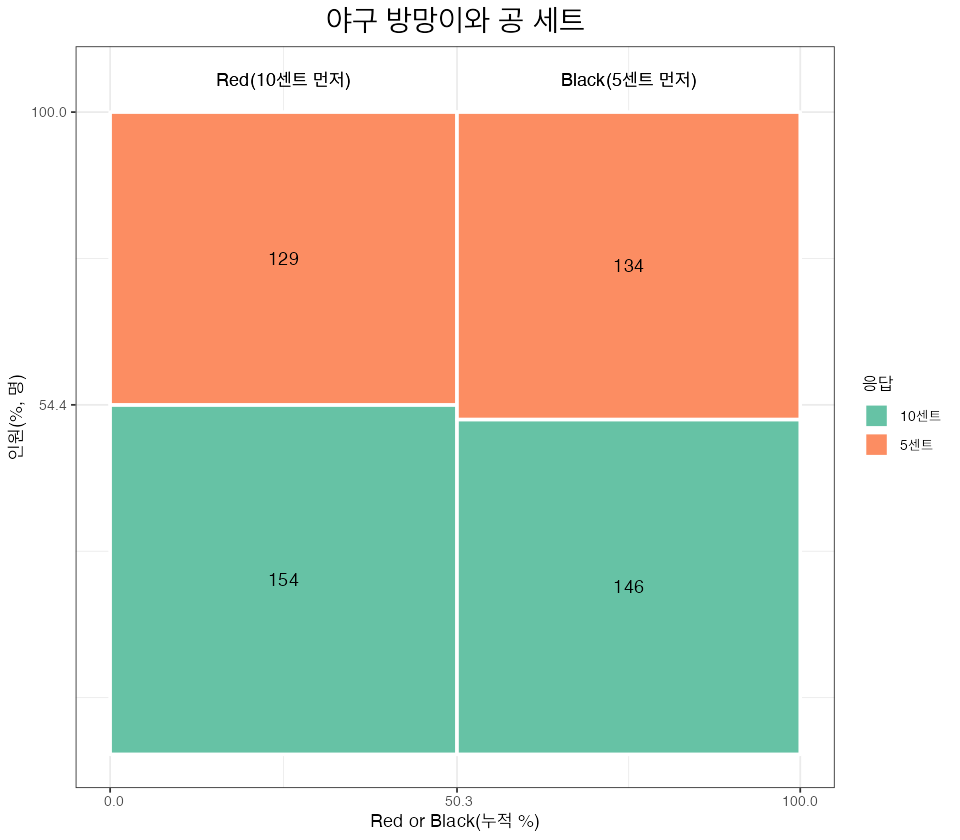 야구 방망이와 공 세트
Red(10센트 먼저)
Black(5센트 먼저)
100.0
129
134
54.4
인원(%, 명)
154
146
응답
10센트
5센트
0.0
50.3
100.0
Red or Black(누적 %)